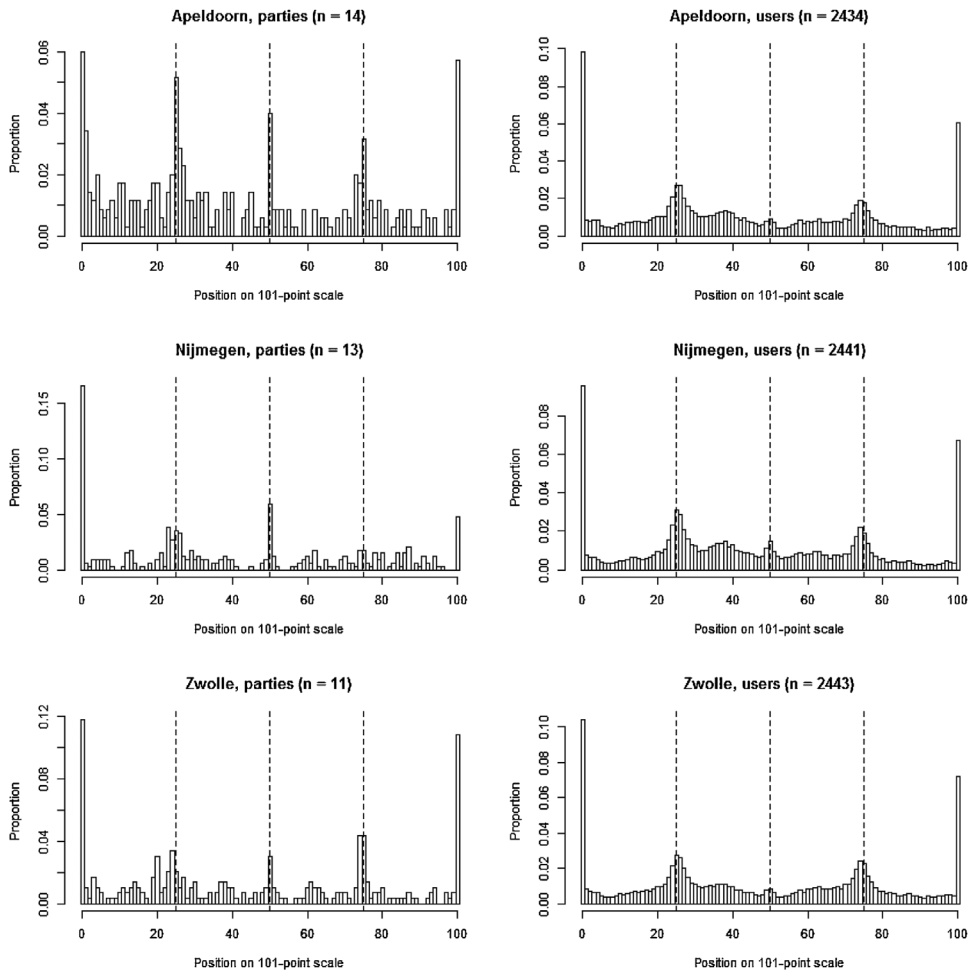 Apeldoorn, parties (n = 14)
Proportion
0.00 0.02 0.04 0.06
0 20 40 60 80 100
Position on 101-point scale
Apeldoorn, users (n = 2434)
Proportion
0.00 0.02 0.04 0.06 0.08 0.10
0 20 40 60 80 100
Position on 101-point scale
Nijmegen, parties (n = 13)
Proportion
0.00 0.05 0.10 0.15
0 20 40 60 80 100
Position on 101-point scale
Nijmegen, users (n = 2441)
Proportion
0.00 0.02 0.04 0.06 0.08
0 20 40 60 80 100
Position on 101-point scale
Zwolle, parties (n = 11)
Proportion
0.00 0.04 0.08 0.12
0 20 40 60 80 100
Position on 101-point scale
Zwolle, users (n = 2443)
Proportion
0.00 0.02 0.04 0.06 0.08 0.10
0 20 40 60 80 100
Position on 101-point scale